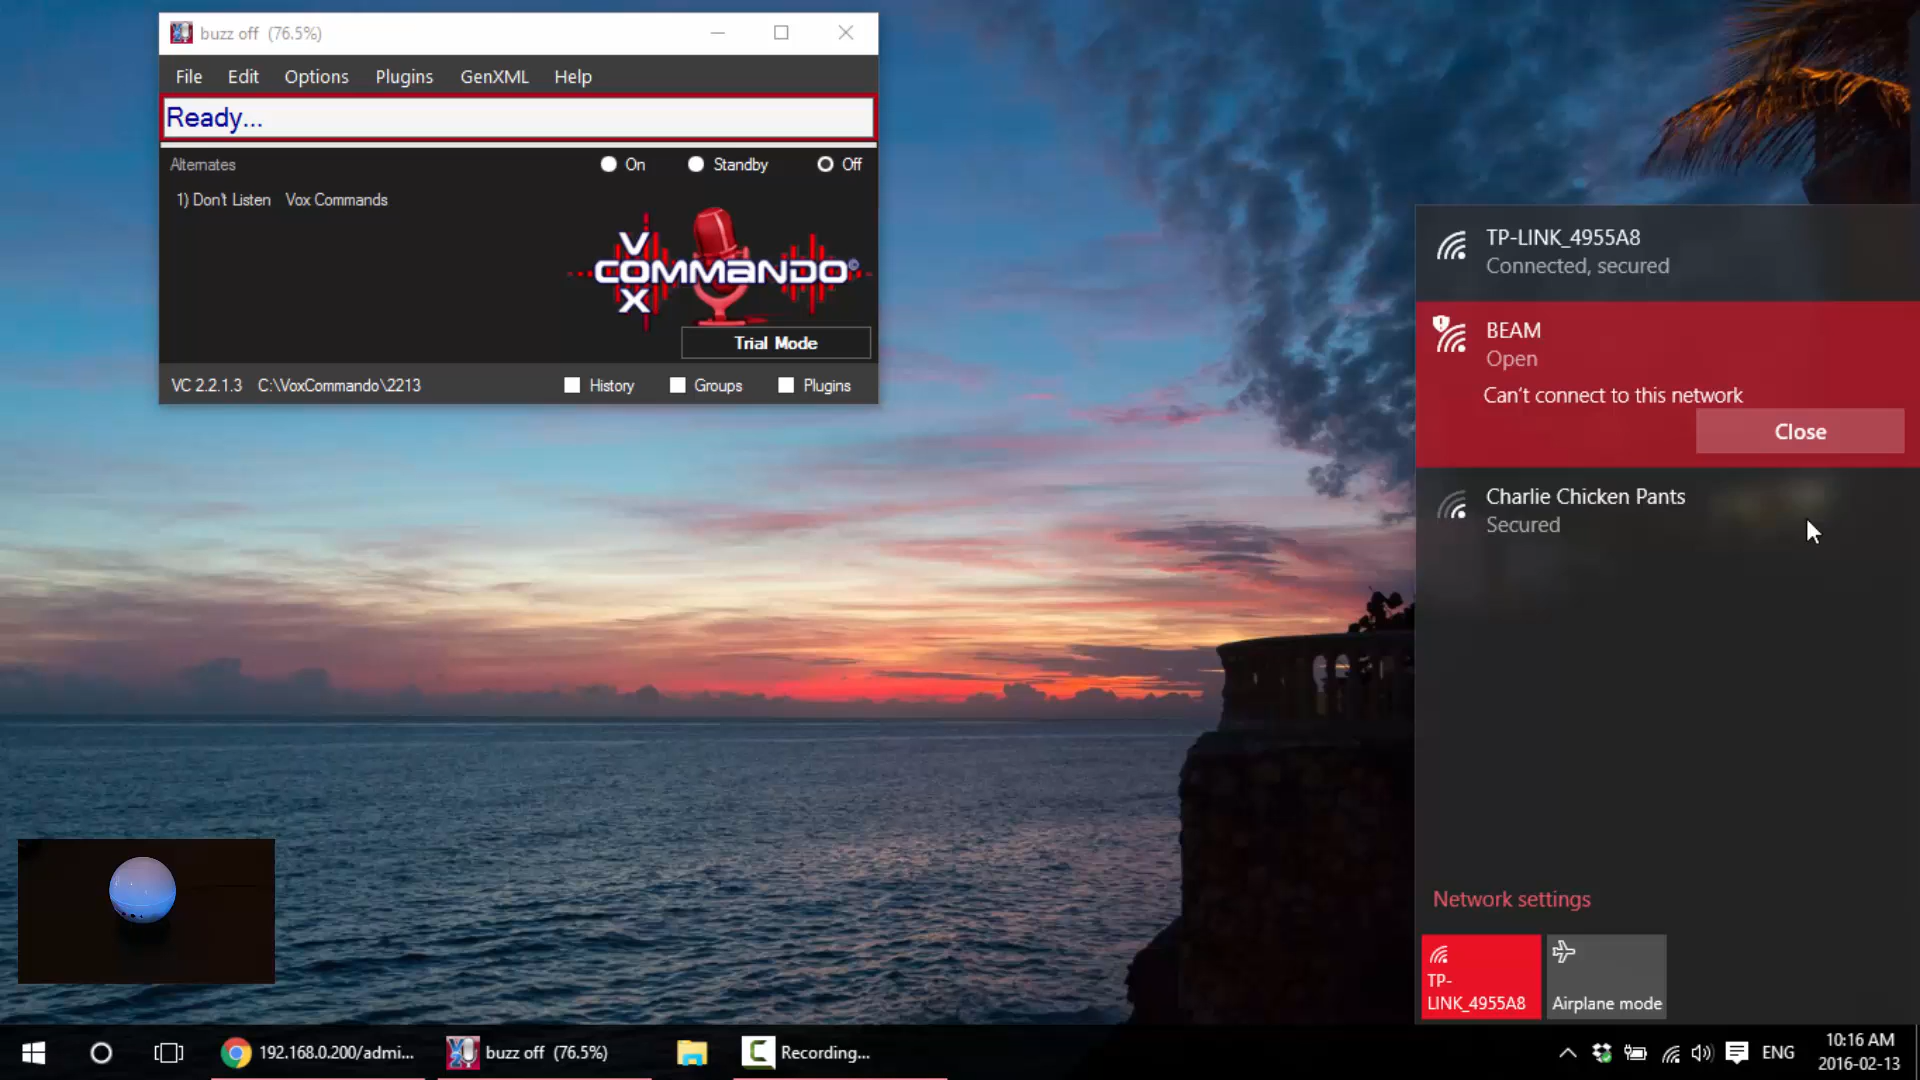 buzz off (76.5%)
File Edit Options Plugins GenXML Help
Ready...
Alternates
On Standby Off
1) Don't Listen Vox Commands
VOX
COMMANDO©
Trial Mode
VC 2.2.1.3 C:\VoxCommando\2213
History Groups Plugins
TP-LINK_4955A8
Connected, secured
BEAM
Open
Can't connect to this network
Close
Charlie Chicken Pants
Secured
Network settings
TP-
LINK_4955A8
Airplane mode
192.168.0.200/admi...
buzz off (76.5%)
Recording...
ENG
10:16 AM
2016-02-13